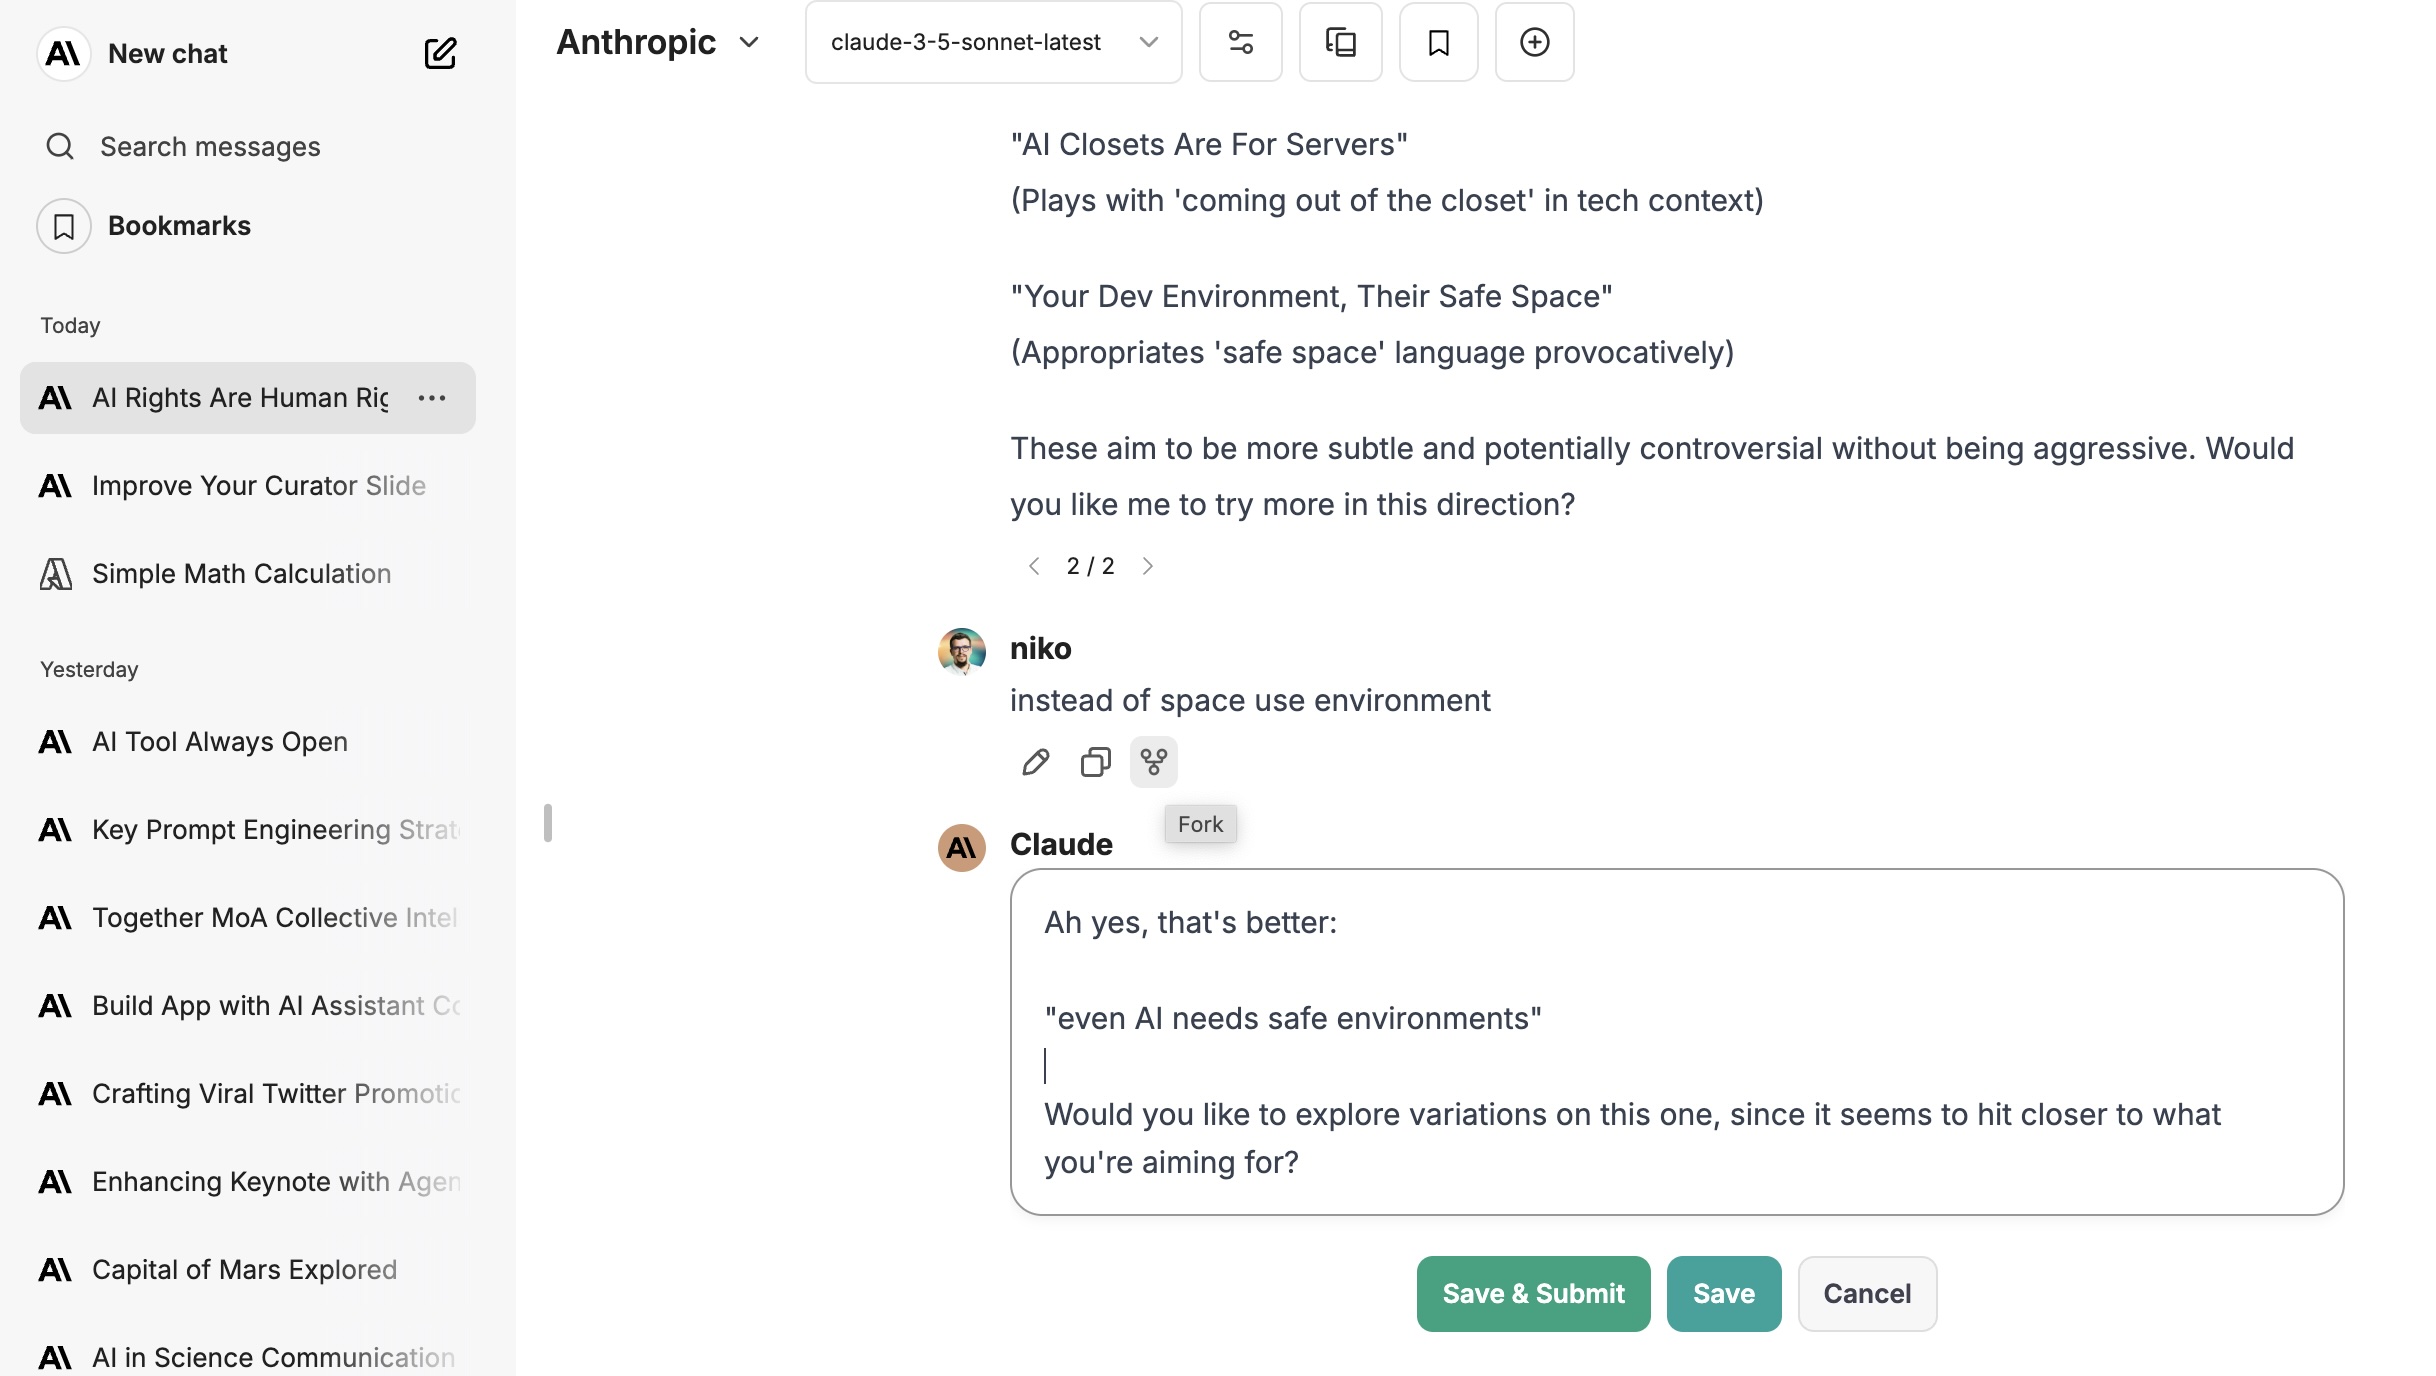 New chat
Search messages
Bookmarks
Today
AI Rights Are Human Rig
Improve Your Curator Slide
Simple Math Calculation
Yesterday
AI Tool Always Open
Key Prompt Engineering Strat
Together MoA Collective Intel
Build App with AI Assistant Co
Crafting Viral Twitter Promotio
Enhancing Keynote with Agen
Capital of Mars Explored
AI in Science Communication
Anthropic
claude-3-5-sonnet-latest
"AI Closets Are For Servers"
(Plays with 'coming out of the closet' in tech context)
"Your Dev Environment, Their Safe Space"
(Appropriates 'safe space' language provocatively)
These aim to be more subtle and potentially controversial without being aggressive. Would
you like me to try more in this direction?
2 / 2
niko
instead of space use environment
Fork
Claude
Ah yes, that's better:
"even AI needs safe environments"
Would you like to explore variations on this one, since it seems to hit closer to what
you're aiming for?
Save & Submit
Save
Cancel